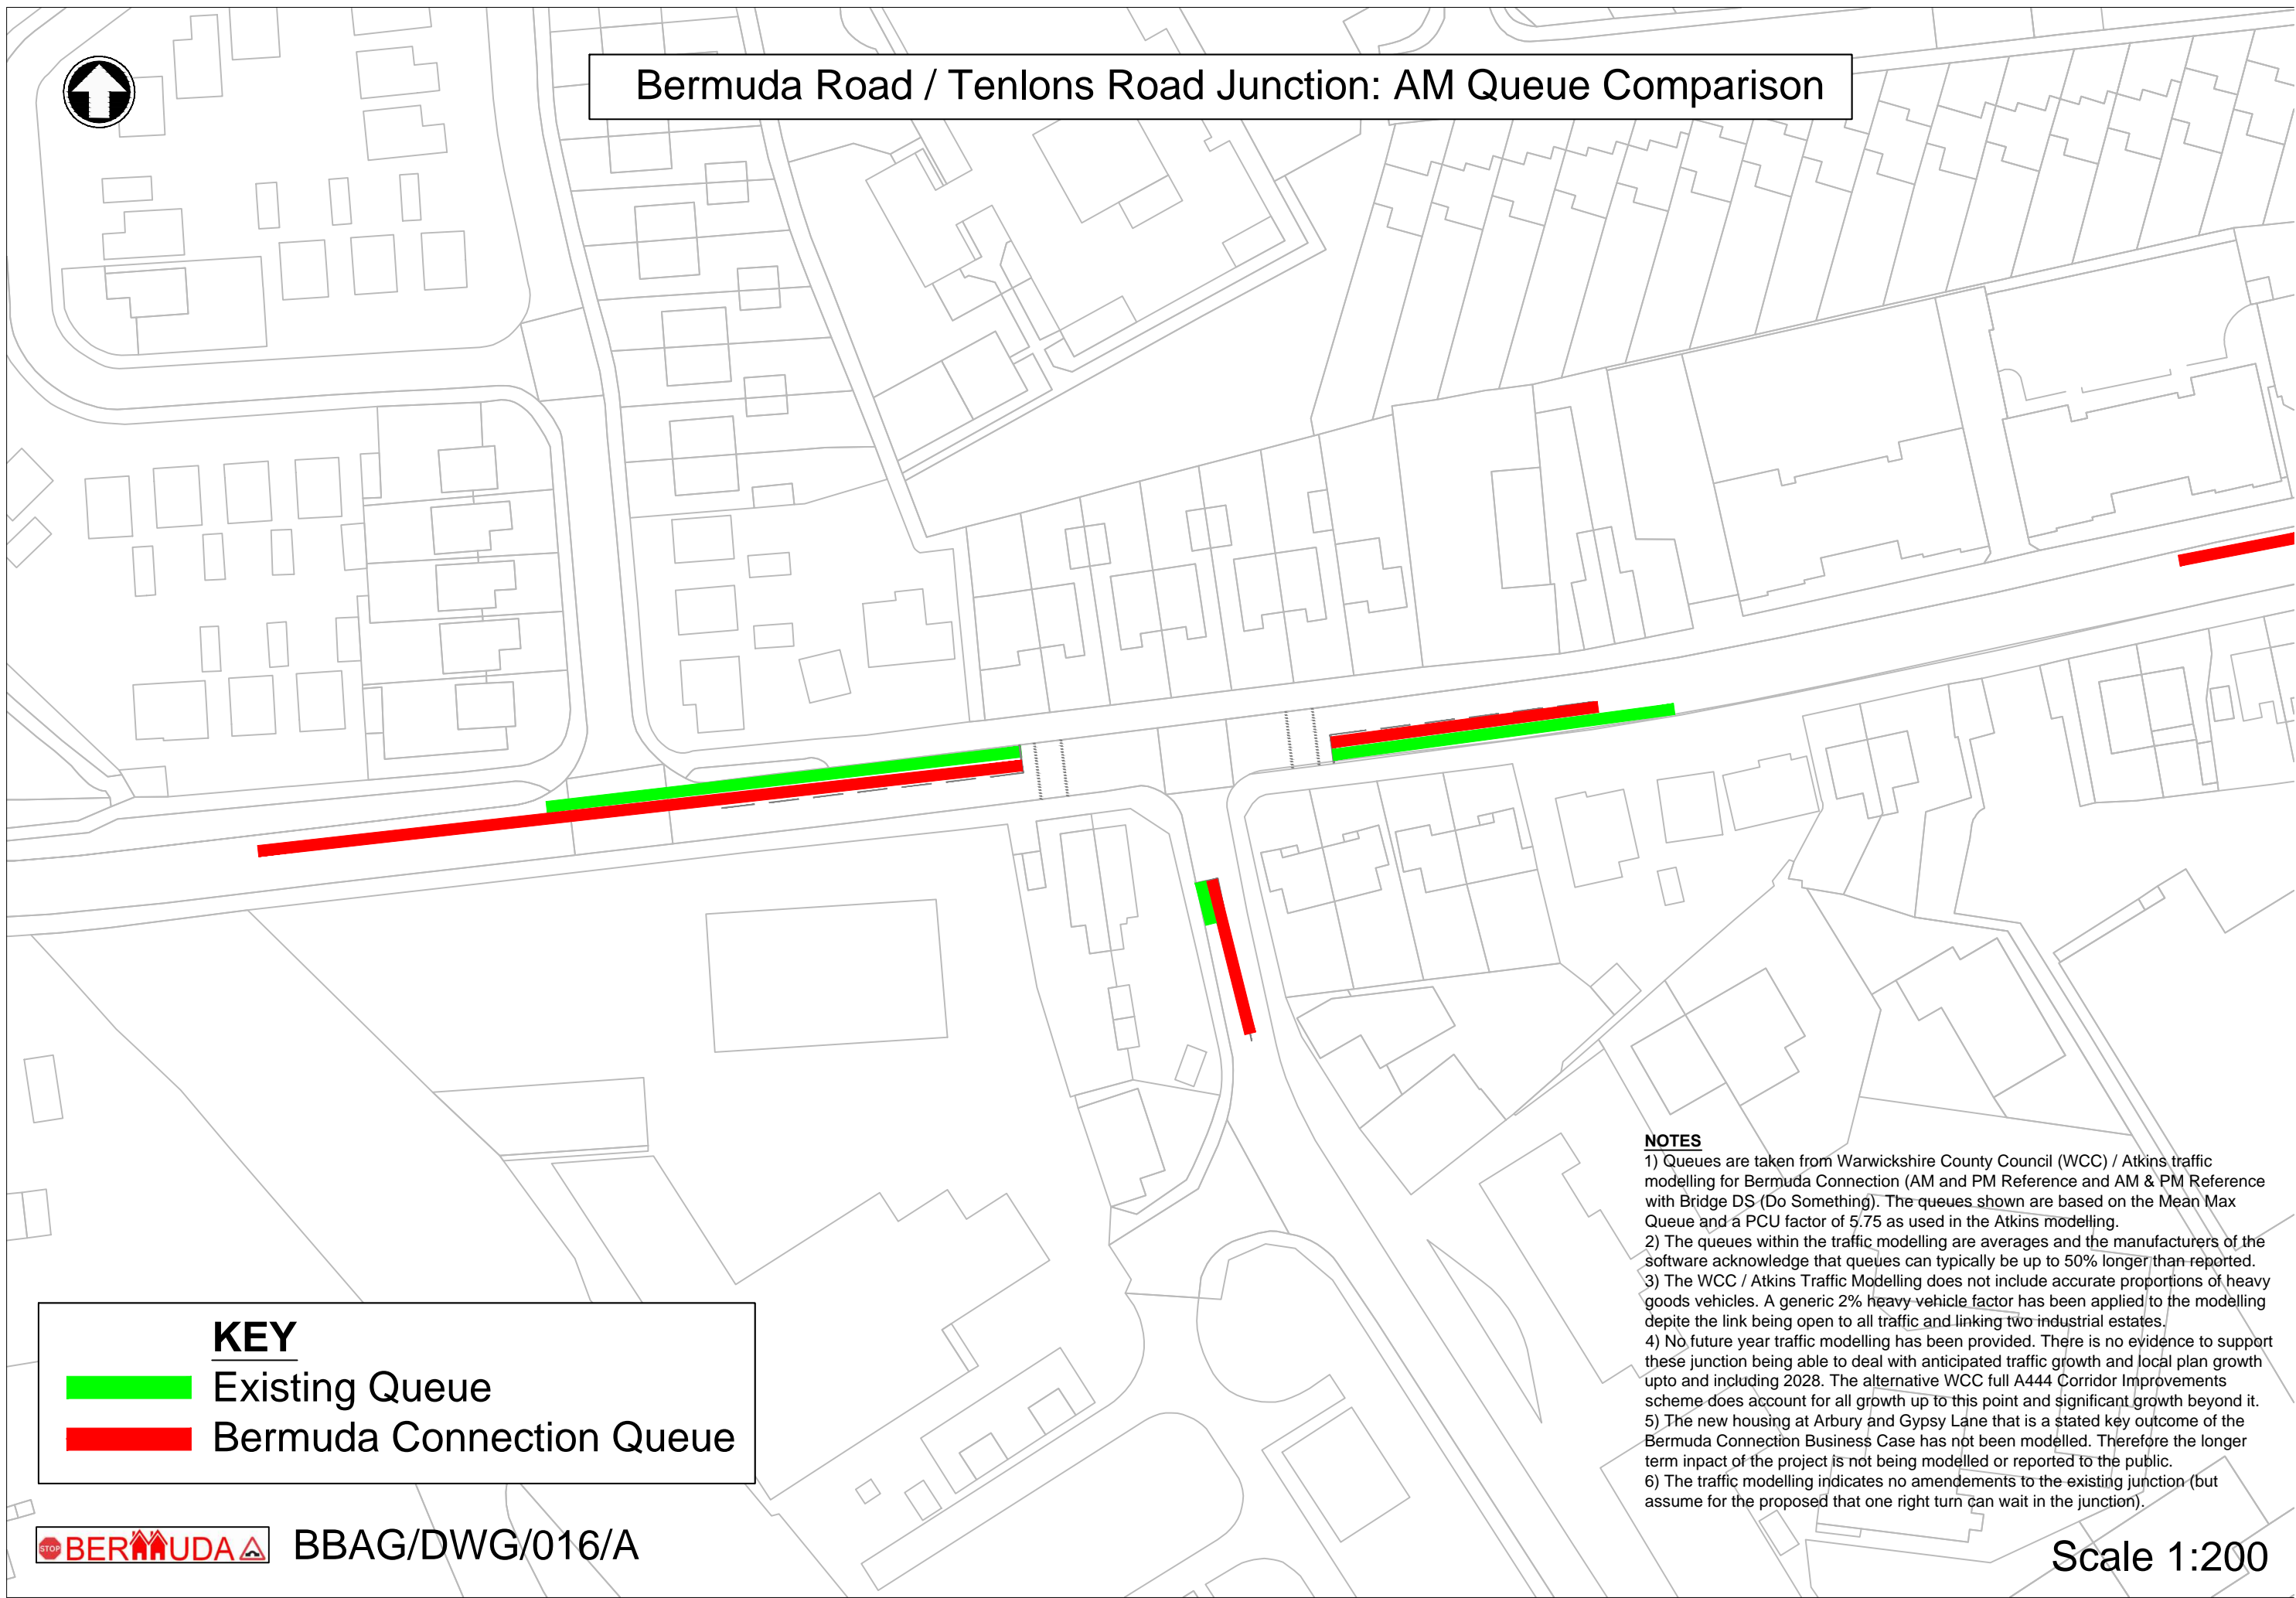 Bermuda Road / Tenlons Road Junction: AM Queue Comparison
NOTES
1) Queues are taken from Warwickshire County Council (WCC) / Atkins traffic
modelling for Bermuda Connection (AM and PM Reference and AM & PM Reference
with Bridge DS (Do Something). The queues shown are based on the Mean Max
Queue and a PCU factor of 5.75 as used in the Atkins modelling.
2) The queues within the traffic modelling are averages and the manufacturers of the
software acknowledge that queues can typically be up to 50% longer than reported.
3) The WCC / Atkins Traffic Modelling does not include accurate proportions of heavy
goods vehicles. A generic 2% heavy vehicle factor has been applied to the modelling
depite the link being open to all traffic and linking two industrial estates.
4) No future year traffic modelling has been provided. There is no evidence to support
these junction being able to deal with anticipated traffic growth and local plan growth
upto and including 2028. The alternative WCC full A444 Corridor Improvements
scheme does account for all growth up to this point and significant growth beyond it.
5) The new housing at Arbury and Gypsy Lane that is a stated key outcome of the
Bermuda Connection Business Case has not been modelled. Therefore the longer
term inpact of the project is not being modelled or reported to the public.
6) The traffic modelling indicates no amendements to the existing junction (but
assume for the proposed that one right turn can wait in the junction).
KEY
Existing Queue
Bermuda Connection Queue
STOP BERMUDA
BBAG/DWG/016/A
Scale 1:200